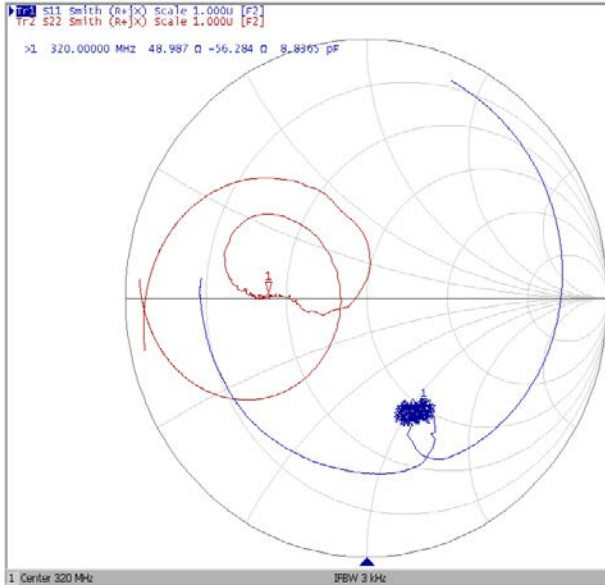 Tr1 S11 Smith (R+jX) Scale 1.000U [F2]
Tr2 S22 Smith (R+jX) Scale 1.000U [F2]
>1 320.00000 MHz 48.987 Ω -56.284 Ω 8.8365 pF
1
1
1 Center 320 MHz IFBW 3 kHz